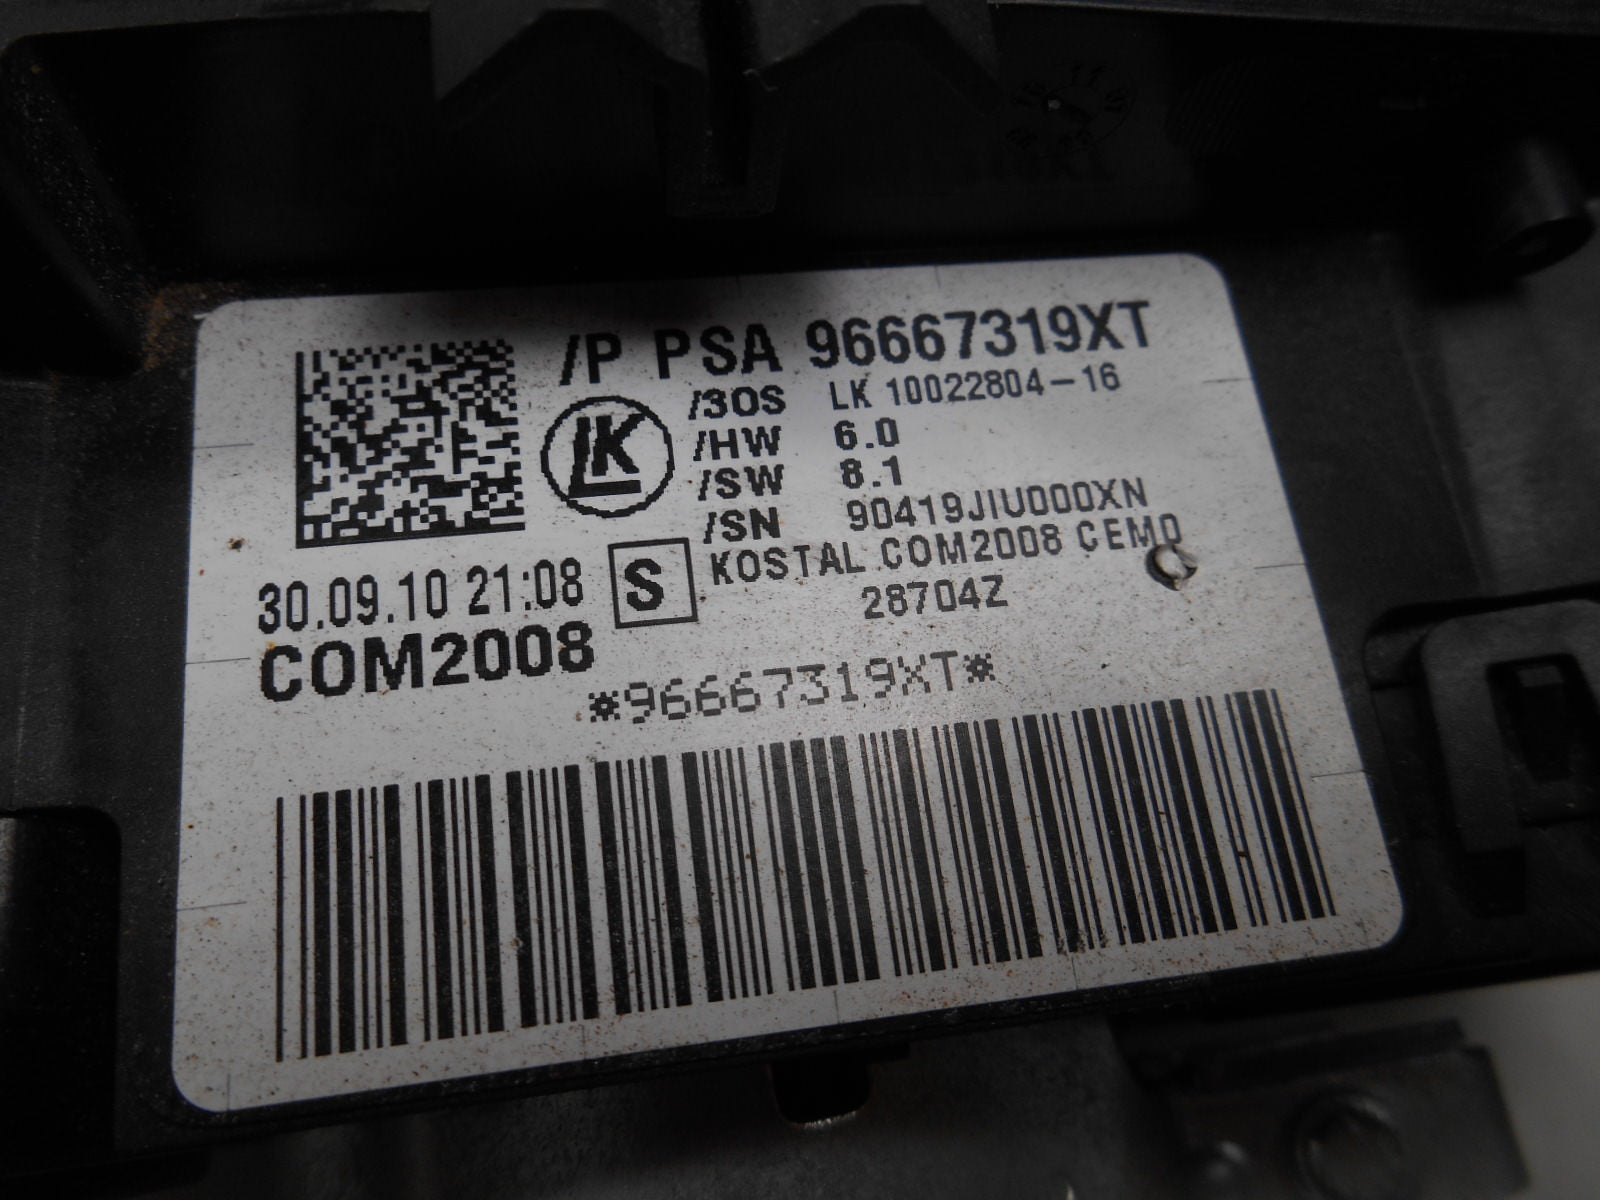 /P PSA 96667319XT
/3OS LK 10022804-16
LK
/HW 6.0
/SW 8.1
/SN 90419JIU000XN
30.09.10 21:08 S KOSTAL COM2008 CEMO
28704Z
COM2008
*96667319XT*